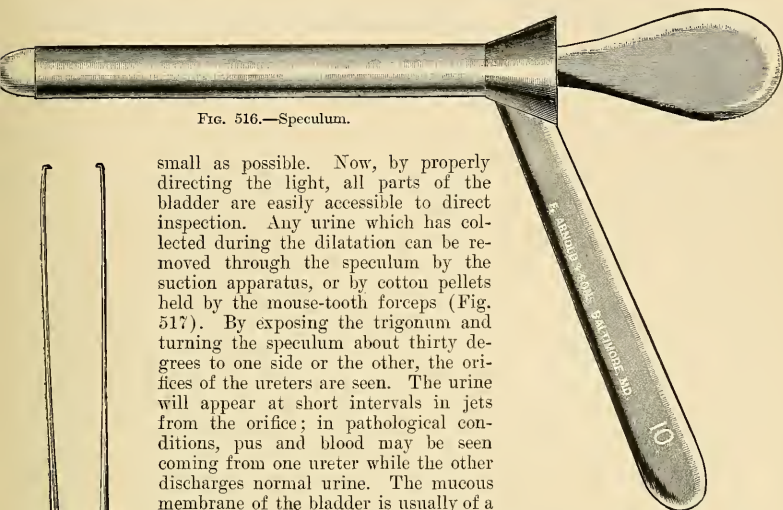 FIG. 516.—Speculum.
small as possible. Now, by properly
directing the light, all parts of the
bladder are easily accessible to direct
inspection. Any urine which has col-
lected during the dilatation can be re-
moved through the speculum by the
suction apparatus, or by cotton pellets
held by the mouse-tooth forceps (Fig.
517). By exposing the trigonum and
turning the speculum about thirty de-
grees to one side or the other, the ori-
fices of the ureters are seen. The urine
will appear at short intervals in jets
from the orifice; in pathological con-
ditions, pus and blood may be seen
coming from one ureter while the other
discharges normal urine. The mucous
membrane of the bladder is usually of a
F. ARNOLD & SONS. BALTIMORE, MD.
10